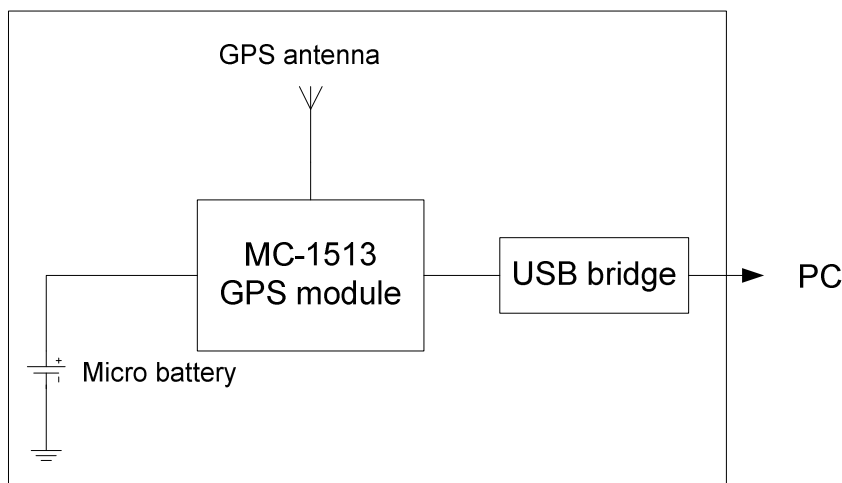 GPS antenna
MC-1513
GPS module
USB bridge
PC
+
-
Micro battery